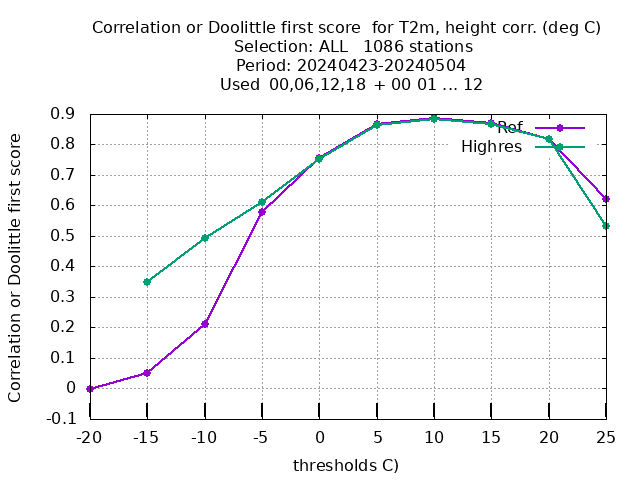 Correlation or Doolittle first score  for T2m, height corr. (deg C)
Selection: ALL   1086 stations
Period: 20240423-20240504
Used  00,06,12,18  + 00 01 ... 12
Correlation or Doolittle first score
0.9
0.8
0.7
0.6
0.5
0.4
0.3
0.2
0.1
0
-0.1
Ref
Highres
-20 -15 -10 -5 0 5 10 15 20 25
thresholds C)